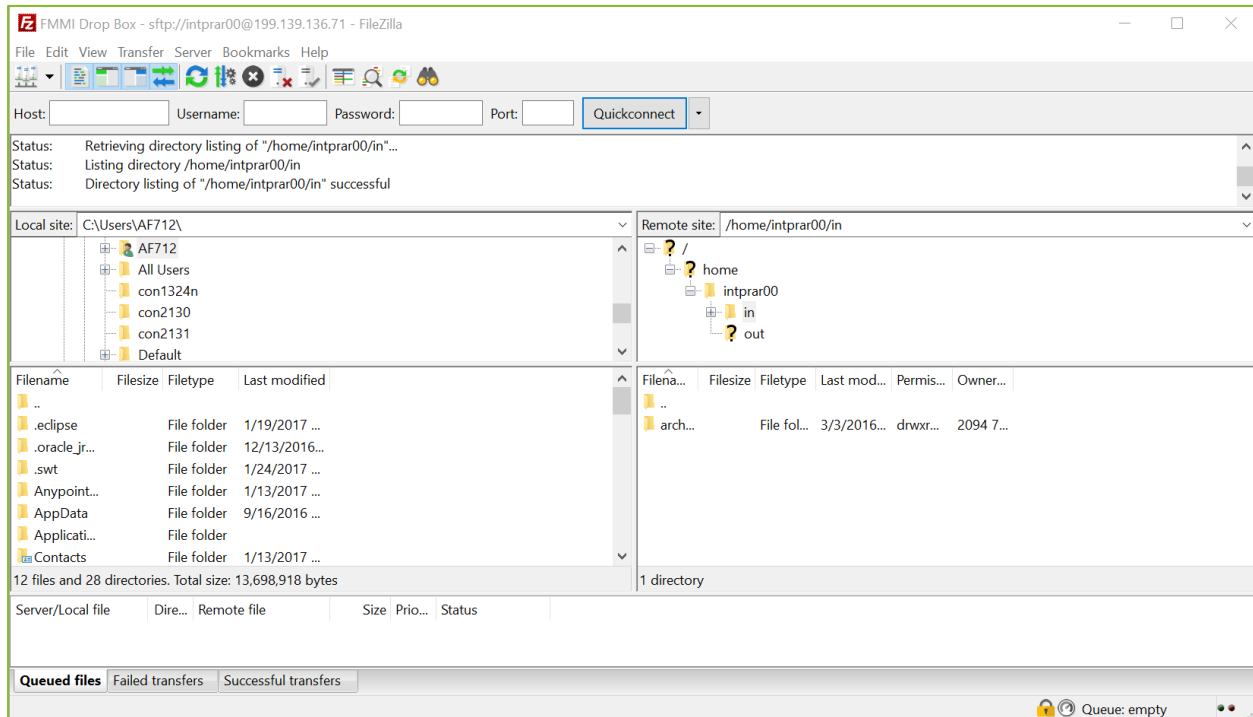 FMMI Drop Box - sftp://intprar00@199.139.136.71 - FileZilla
File Edit View Transfer Server Bookmarks Help
Host: Username: Password: Port: Quickconnect
Status: Retrieving directory listing of "/home/intprar00/in"...
Status: Listing directory /home/intprar00/in
Status: Directory listing of "/home/intprar00/in" successful
Local site: C:\Users\AF712\
AF712
All Users
con1324n
con2130
con2131
Default
Remote site: /home/intprar00/in
/
home
intprar00
in
out
Filename Filesize Filetype Last modified
..
.eclipse File folder 1/19/2017 ...
.oracle_jr... File folder 12/13/2016...
.swt File folder 1/24/2017 ...
Anypoint... File folder 1/13/2017 ...
AppData File folder 9/16/2016 ...
Applicati... File folder
Contacts File folder 1/13/2017 ...
12 files and 28 directories. Total size: 13,698,918 bytes
Filena... Filesize Filetype Last mod... Permis... Owner...
..
arch... File fol... 3/3/2016... drwxr... 2094 7...
1 directory
Server/Local file Dire... Remote file Size Prio... Status
Queued files Failed transfers Successful transfers
Queue: empty